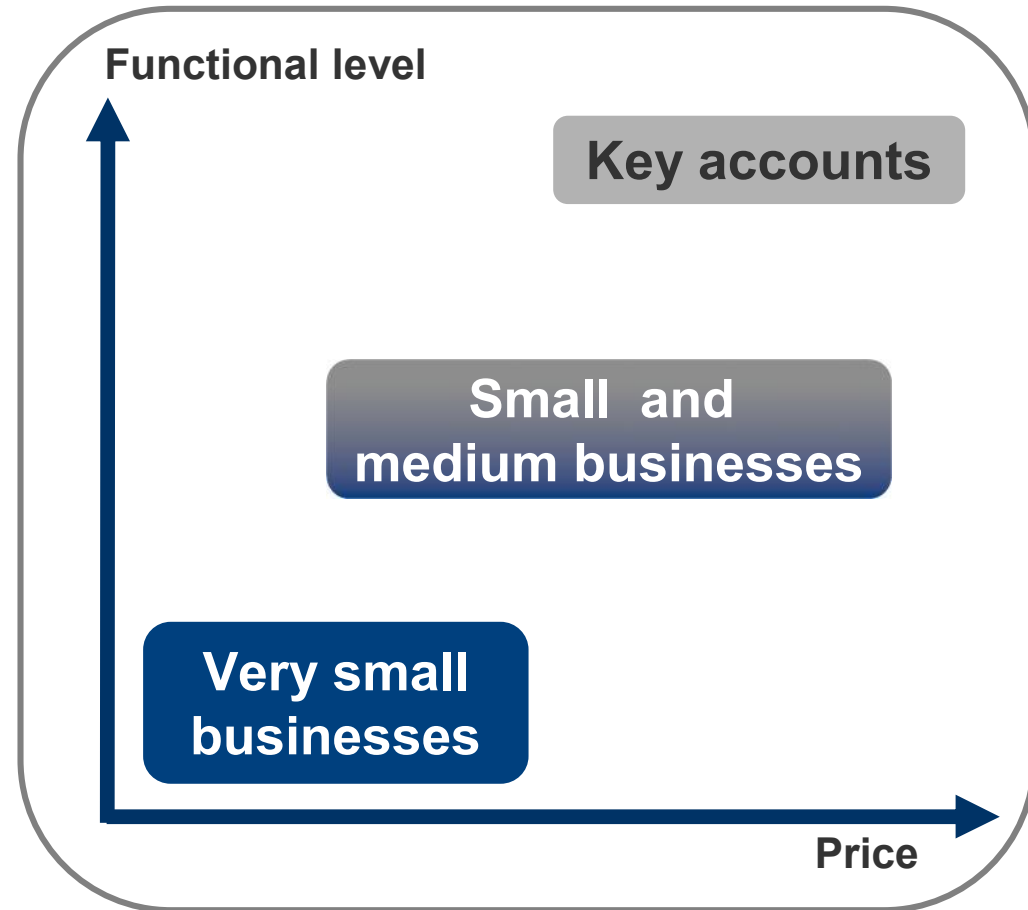 Functional level
Key accounts
Small and
medium businesses
Very small
businesses
Price